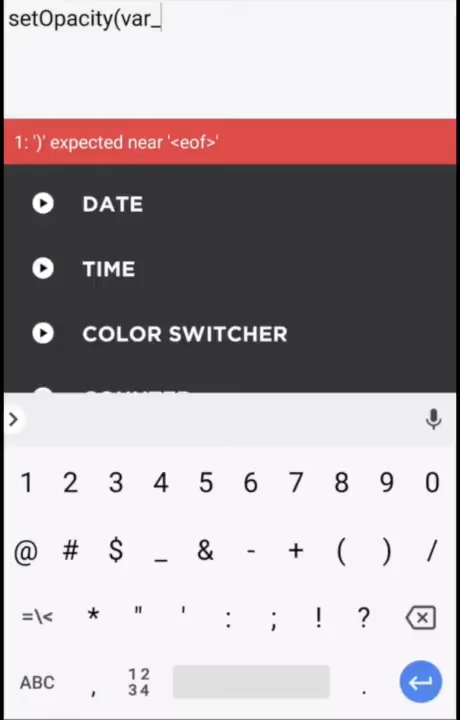 setOpacity(var_
1: ')' expected near '<eof>'
DATE
TIME
COLOR SWITCHER
COUNTER
1 2 3 4 5 6 7 8 9 0
@ # $ _ & - + ( ) /
=\< * " ' : ; ! ?
ABC , 12 34 .